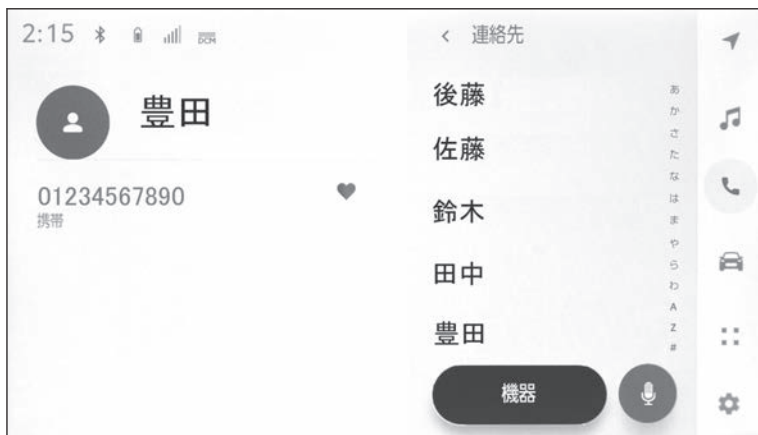 2:15
DCM
豊田
01234567890
携帯
連絡先
後藤
佐藤
鈴木
田中
豊田
あ
か
さ
た
な
は
ま
や
ら
わ
A
Z
#
機器